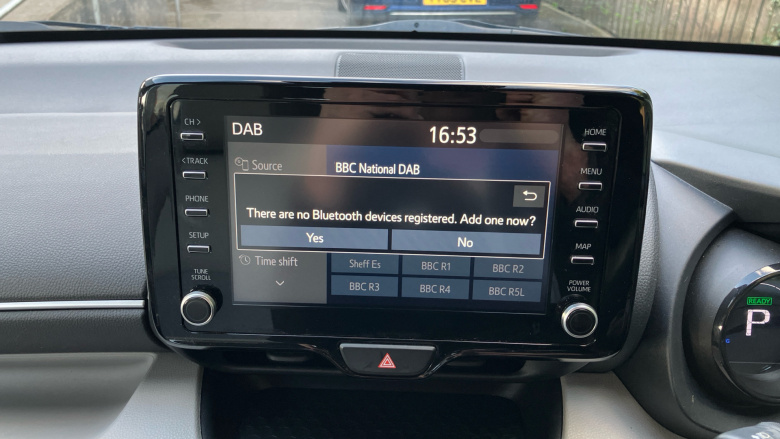 CH >
< TRACK
PHONE
SETUP
TUNE
SCROLL
DAB
16:53
Source
BBC National DAB
There are no Bluetooth devices registered. Add one now?
Yes
No
Time shift
Sheff Es
BBC R1
BBC R2
BBC R3
BBC R4
BBC R5L
HOME
MENU
AUDIO
MAP
POWER
VOLUME
READY
P